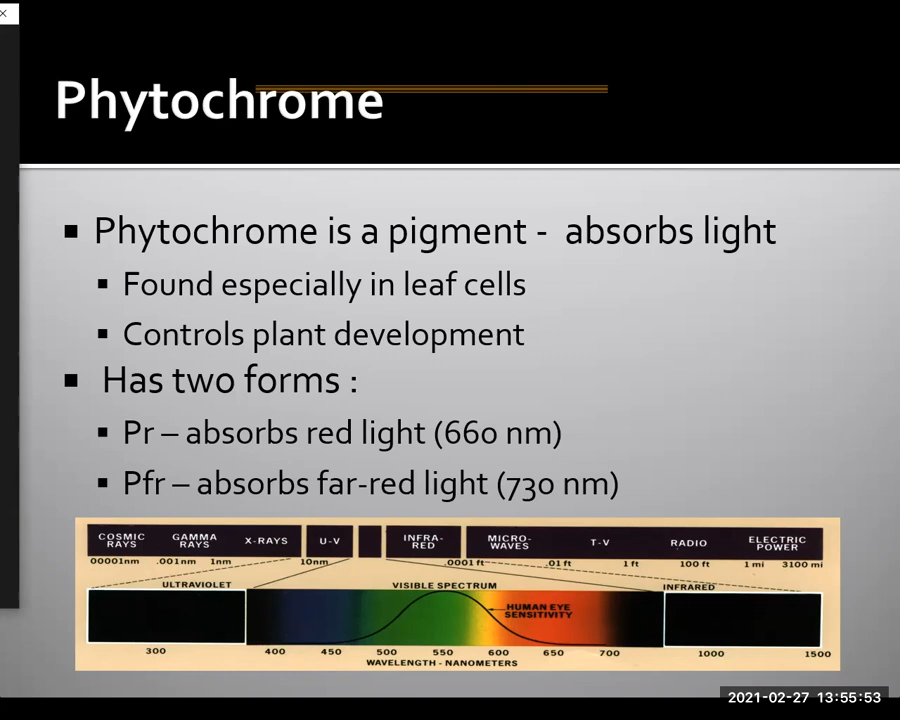 Phytochrome
Phytochrome is a pigment - absorbs light
Found especially in leaf cells
Controls plant development
Has two forms :
Pr – absorbs red light (660 nm)
Pfr – absorbs far-red light (730 nm)
COSMIC RAYS GAMMA RAYS X-RAYS U-V INFRA-RED MICRO-WAVES T-V RADIO ELECTRIC POWER
00001nm .001nm 1nm 10nm .0001 ft .01 ft 1 ft 100 ft 1 mi 3100 mi
ULTRAVIOLET VISIBLE SPECTRUM INFRARED
HUMAN EYE
SENSITIVITY
300 400 450 500 550 600 650 700 1000 1500
WAVELENGTH - NANOMETERS
2021-02-27 13:55:53